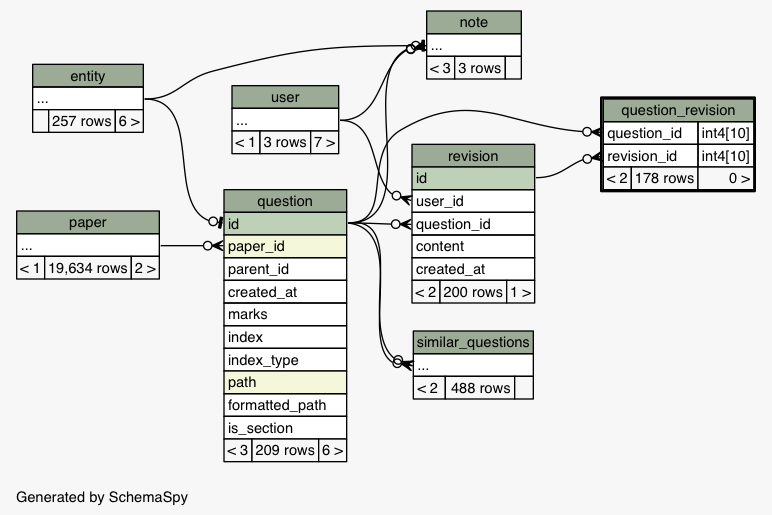 note
...
< 3 3 rows
entity
...
257 rows 6 >
user
...
< 1 3 rows 7 >
question_revision
question_id int4[10]
revision_id int4[10]
< 2 178 rows 0 >
revision
id
user_id
question_id
content
created_at
< 2 200 rows 1 >
question
id
paper_id
parent_id
created_at
marks
index
index_type
path
formatted_path
is_section
< 3 209 rows 6 >
paper
...
< 1 19,634 rows 2 >
similar_questions
...
< 2 488 rows
Generated by SchemaSpy